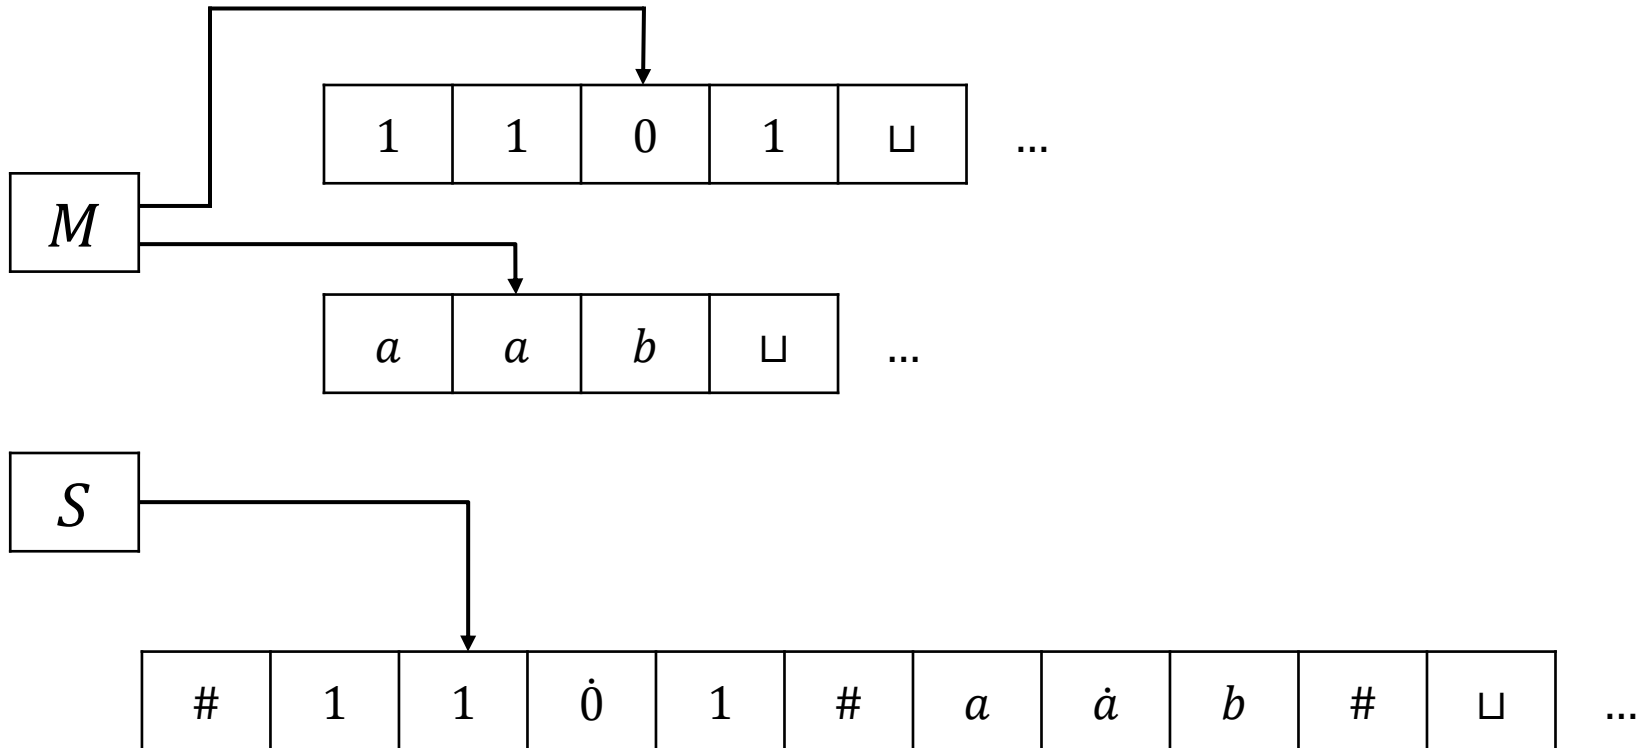 1 1 0 1 ⊔ ...
M
a a b ⊔ ...
S
# 1 1 0̇ 1 # a ȧ b # ⊔ ...